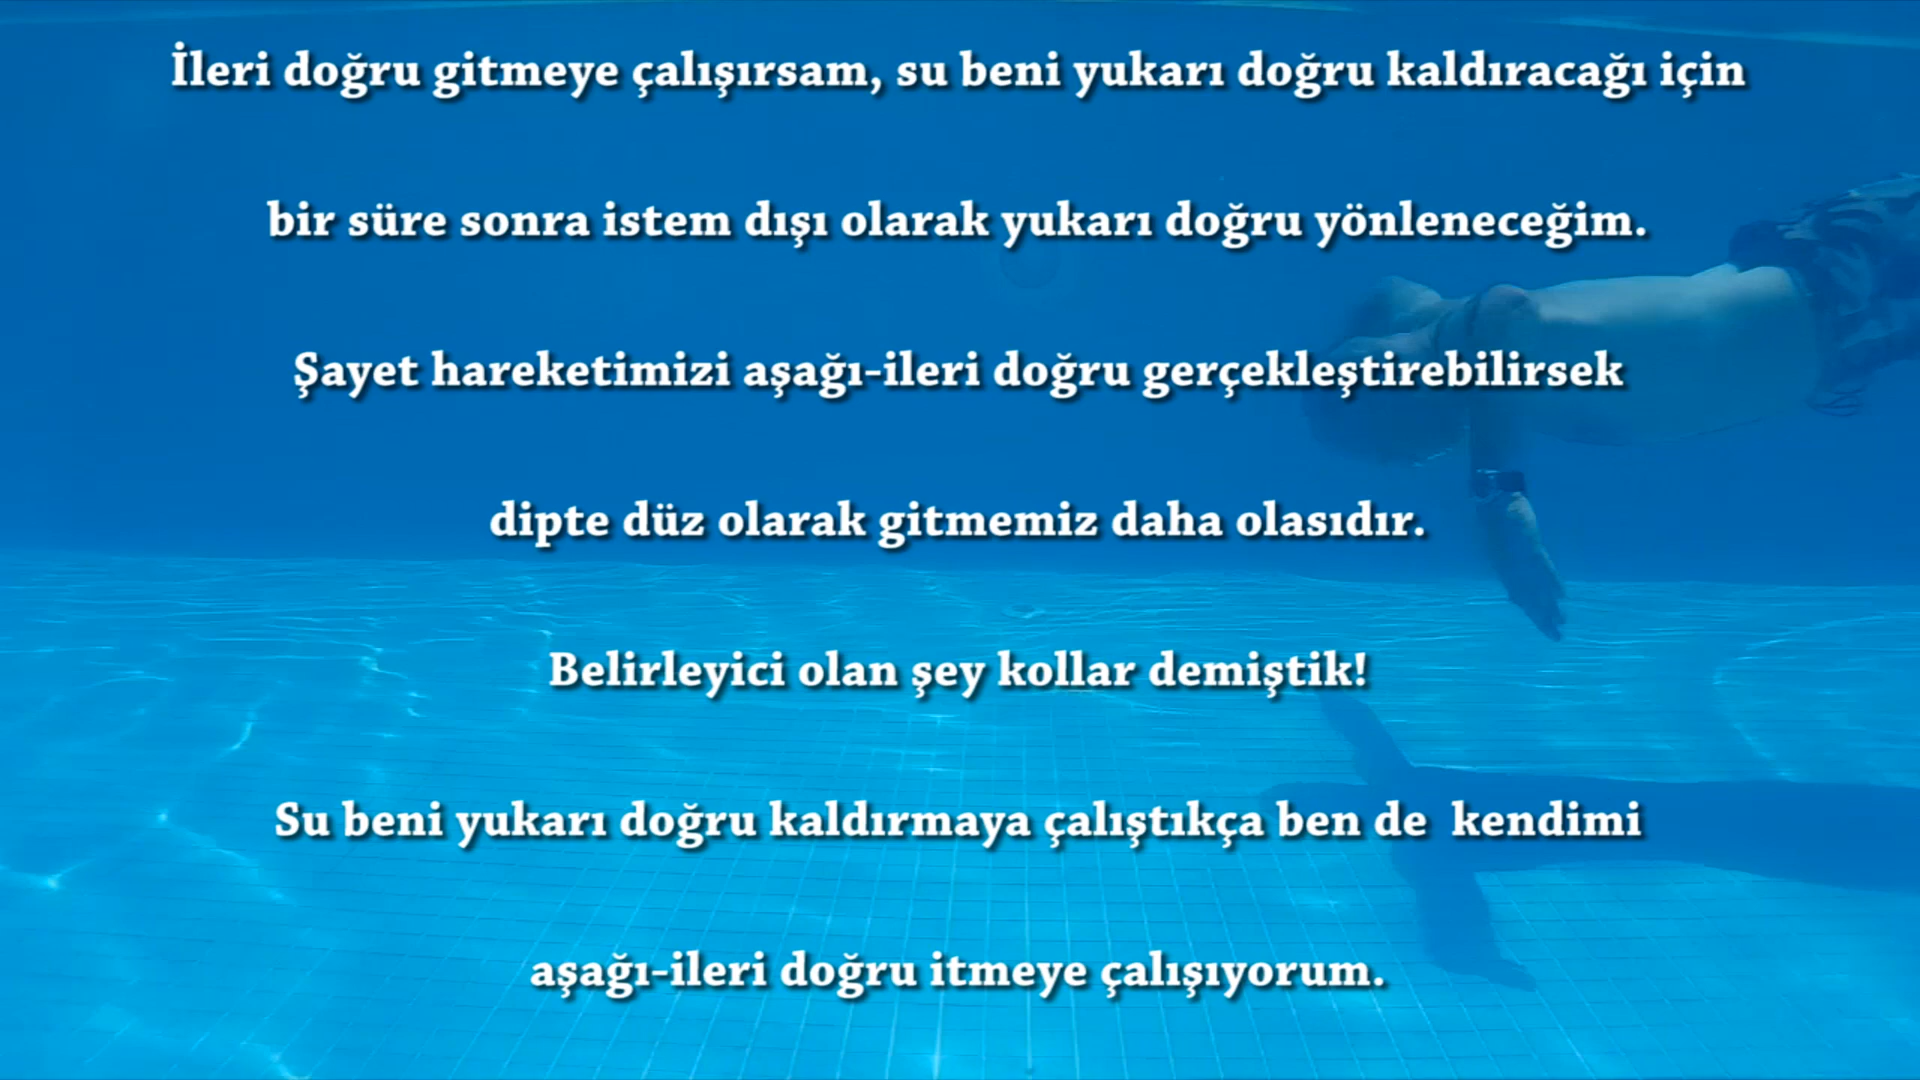 İleri doğru gitmeye çalışırsam, su beni yukarı doğru kaldıracağı için
bir süre sonra istem dışı olarak yukarı doğru yönleneceğim.
Şayet hareketimizi aşağı-ileri doğru gerçekleştirebilirsek
dipte düz olarak gitmemiz daha olasıdır.
Belirleyici olan şey kollar demiştik!
Su beni yukarı doğru kaldırmaya çalıştıkça ben de  kendimi
aşağı-ileri doğru itmeye çalışıyorum.